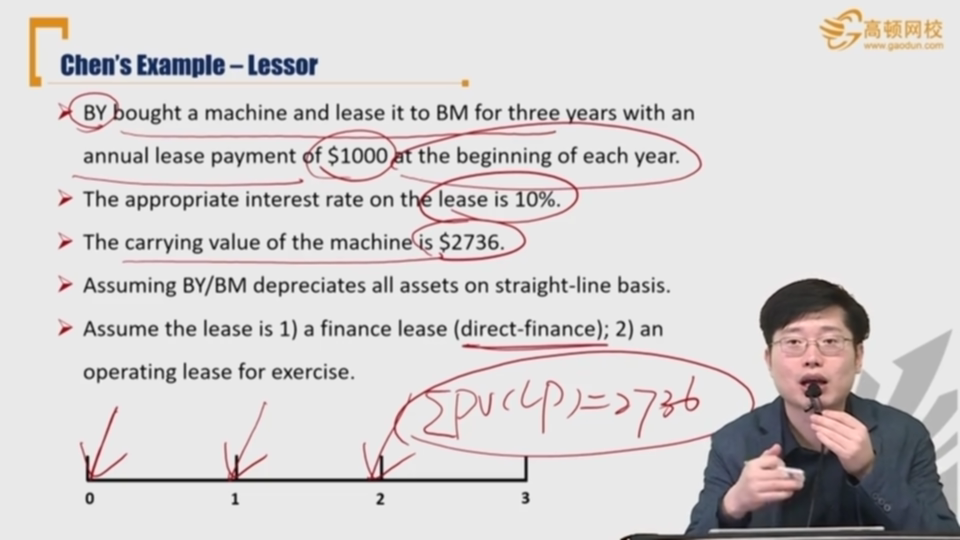 高顿网校
www.gaodun.com
Chen's Example – Lessor
BY bought a machine and lease it to BM for three years with an
annual lease payment of $1000 at the beginning of each year.
The appropriate interest rate on the lease is 10%.
The carrying value of the machine is $2736.
Assuming BY/BM depreciates all assets on straight-line basis.
Assume the lease is 1) a finance lease (direct-finance); 2) an
operating lease for exercise.
ΣPV(LP)=2736
0 1 2 3